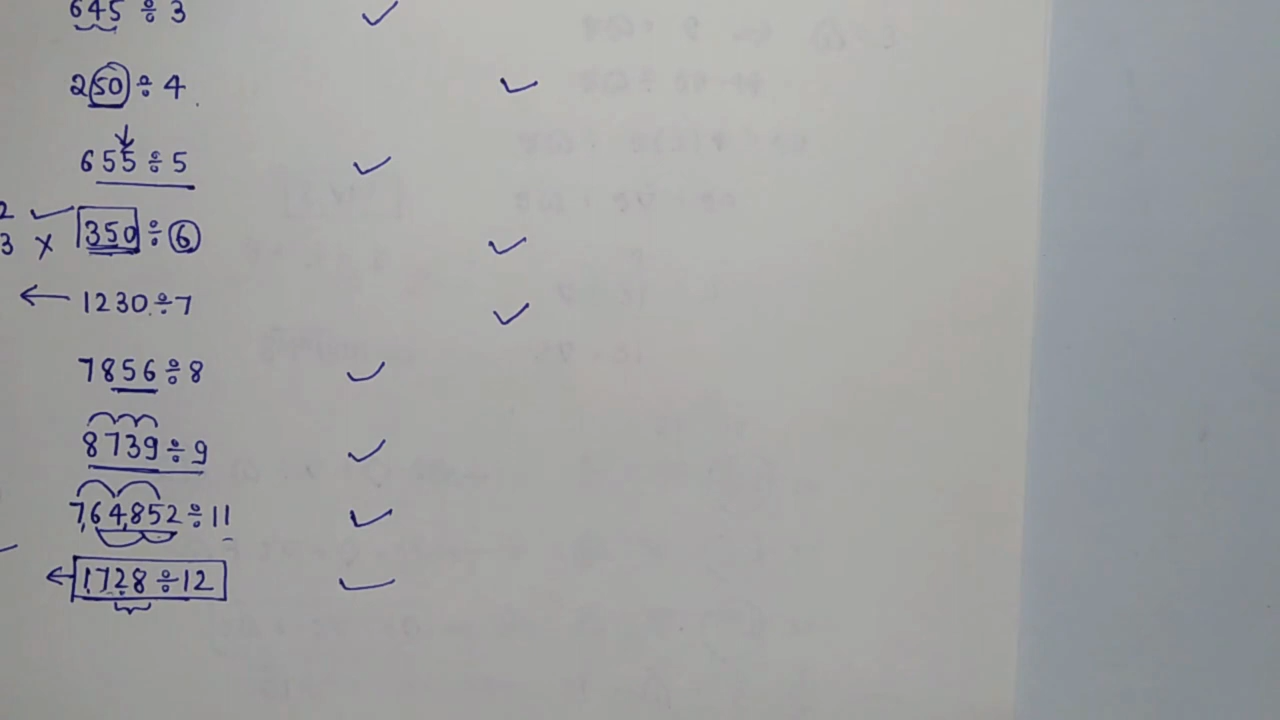 645 ÷ 3 ✓
250 ÷ 4 ✓
655 ÷ 5 ✓
2 ✓ 350 ÷ 6 ✓
3 ×
← 1230 ÷ 7 ✓
7856 ÷ 8 ✓
8739 ÷ 9 ✓
7,64,852 ÷ 11 ✓
← 1728 ÷ 12 ✓